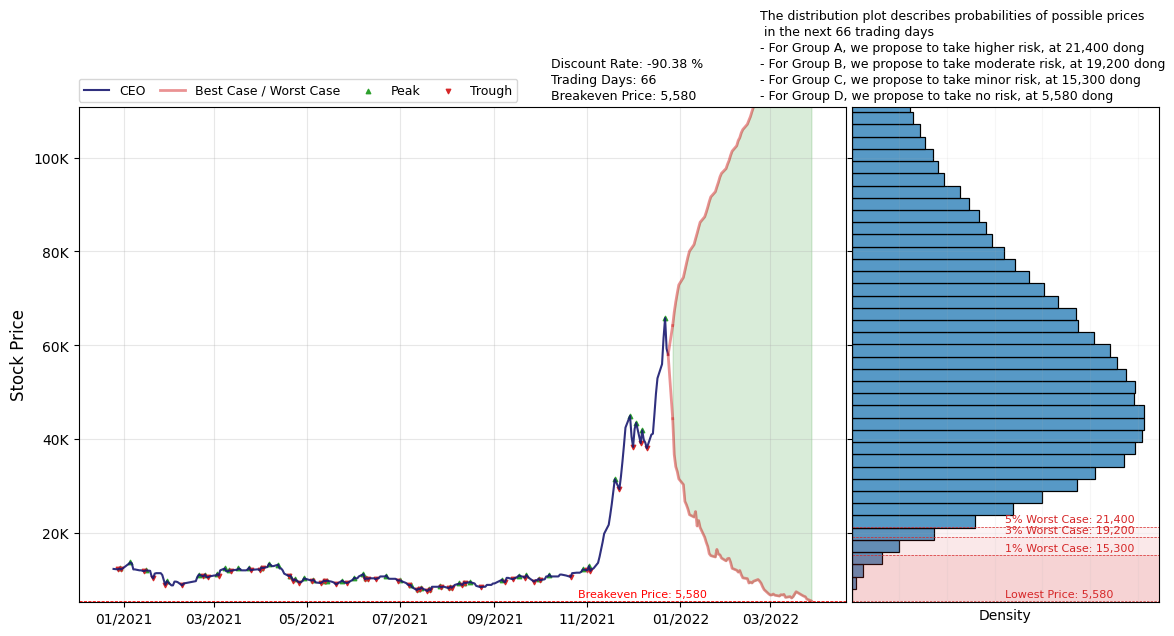 The distribution plot describes probabilities of possible prices
in the next 66 trading days
- For Group A, we propose to take higher risk, at 21,400 dong
- For Group B, we propose to take moderate risk, at 19,200 dong
- For Group C, we propose to take minor risk, at 15,300 dong
- For Group D, we propose to take no risk, at 5,580 dong
Discount Rate: -90.38 %
Trading Days: 66
Breakeven Price: 5,580
CEO
Best Case / Worst Case
Peak
Trough
Stock Price
100K
80K
60K
40K
20K
Breakeven Price: 5,580
01/2021
03/2021
05/2021
07/2021
09/2021
11/2021
01/2022
03/2022
5% Worst Case: 21,400
3% Worst Case: 19,200
1% Worst Case: 15,300
Lowest Price: 5,580
Density